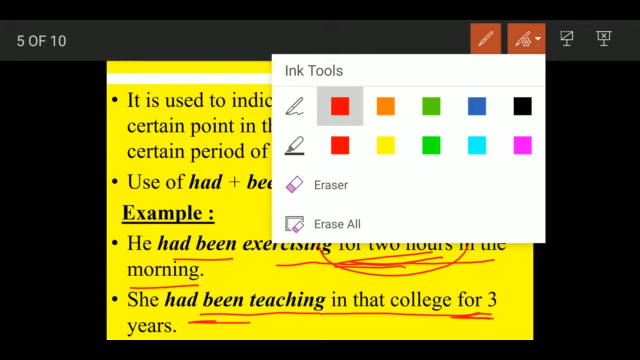 5 OF 10
Ink Tools
• It is used to indic
certain point in th
certain period of
• Use of had + bee
Eraser
Example :
Erase All
• He had been exercising for two hours in the
morning.
• She had been teaching in that college for 3
years.